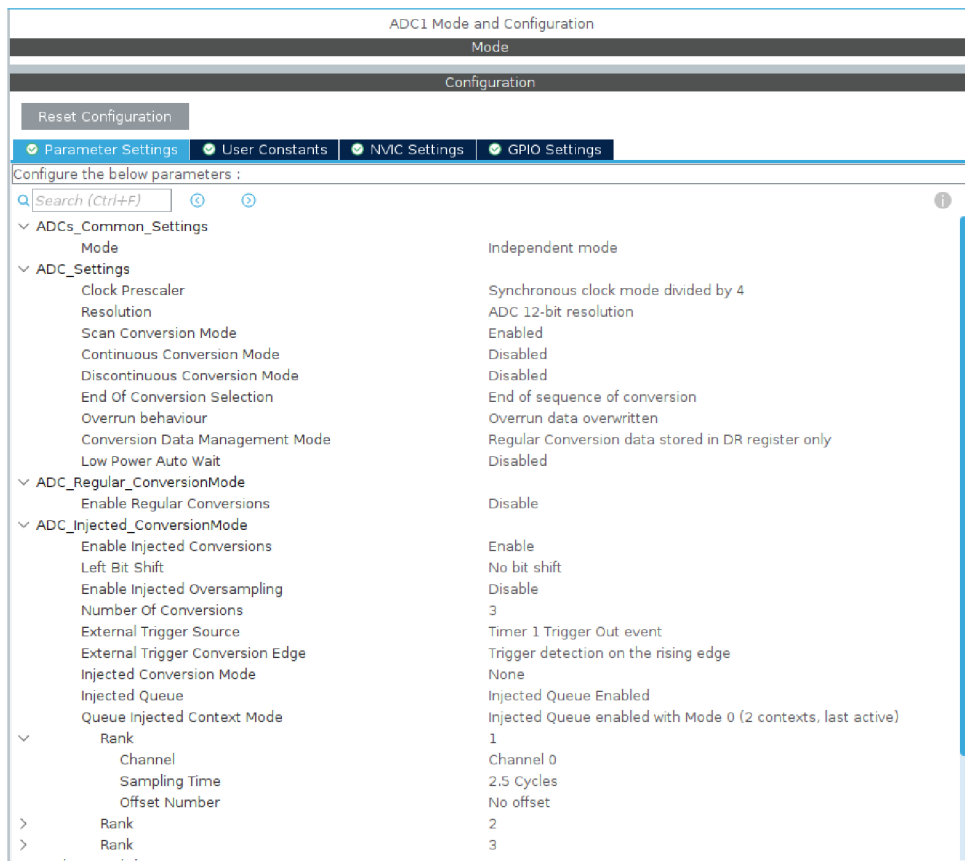 ADC1 Mode and Configuration
Mode
Configuration
Reset Configuration
Parameter Settings User Constants NVIC Settings GPIO Settings
Configure the below parameters :
Search (Ctrl+F)
ADCs_Common_Settings
Mode Independent mode
ADC_Settings
Clock Prescaler Synchronous clock mode divided by 4
Resolution ADC 12-bit resolution
Scan Conversion Mode Enabled
Continuous Conversion Mode Disabled
Discontinuous Conversion Mode Disabled
End Of Conversion Selection End of sequence of conversion
Overrun behaviour Overrun data overwritten
Conversion Data Management Mode Regular Conversion data stored in DR register only
Low Power Auto Wait Disabled
ADC_Regular_ConversionMode
Enable Regular Conversions Disable
ADC_Injected_ConversionMode
Enable Injected Conversions Enable
Left Bit Shift No bit shift
Enable Injected Oversampling Disable
Number Of Conversions 3
External Trigger Source Timer 1 Trigger Out event
External Trigger Conversion Edge Trigger detection on the rising edge
Injected Conversion Mode None
Injected Queue Injected Queue Enabled
Queue Injected Context Mode Injected Queue enabled with Mode 0 (2 contexts, last active)
Rank 1
Channel Channel 0
Sampling Time 2.5 Cycles
Offset Number No offset
Rank 2
Rank 3